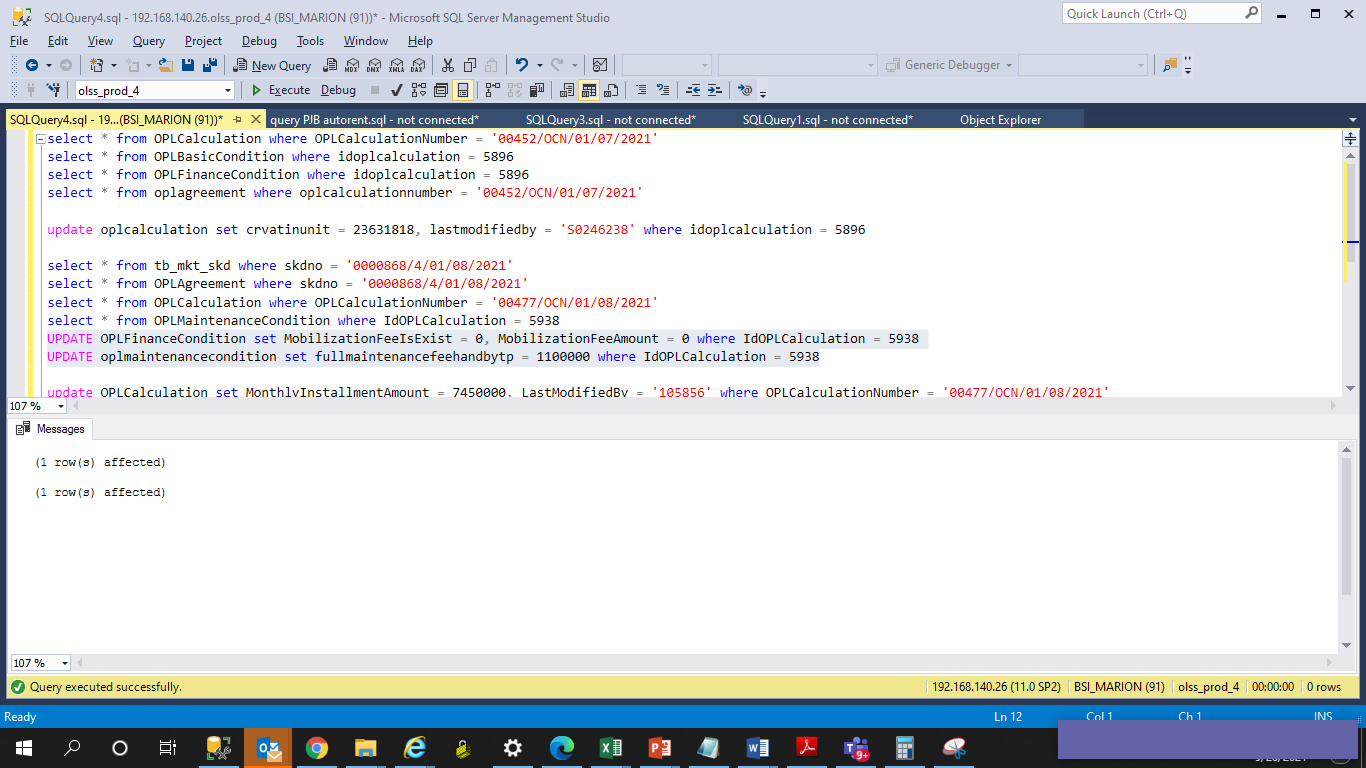 SQLQuery4.sql - 192.168.140.26.olss_prod_4 (BSI_MARION (91))* - Microsoft SQL Server Management Studio
Quick Launch (Ctrl+Q)
File Edit View Query Project Debug Tools Window Help
New Query
MDX DMX XMLA DAX
Generic Debugger
olss_prod_4
Execute Debug
SQLQuery4.sql - 19...(BSI_MARION (91))* query PJB autorent.sql - not connected* SQLQuery3.sql - not connected* SQLQuery1.sql - not connected* Object Explorer
select * from OPLCalculation where OPLCalculationNumber = '00452/OCN/01/07/2021'
select * from OPLBasicCondition where idoplcalculation = 5896
select * from OPLFinanceCondition where idoplcalculation = 5896
select * from oplagreement where oplcalculationnumber = '00452/OCN/01/07/2021'
update oplcalculation set crvatinunit = 23631818, lastmodifiedby = 'S0246238' where idoplcalculation = 5896
select * from tb_mkt_skd where skdno = '0000868/4/01/08/2021'
select * from OPLAgreement where skdno = '0000868/4/01/08/2021'
select * from OPLCalculation where OPLCalculationNumber = '00477/OCN/01/08/2021'
select * from OPLMaintenanceCondition where IdOPLCalculation = 5938
UPDATE OPLFinanceCondition set MobilizationFeeIsExist = 0, MobilizationFeeAmount = 0 where IdOPLCalculation = 5938
UPDATE oplmaintenancecondition set fullmaintenancefeehandbytp = 1100000 where IdOPLCalculation = 5938
update OPLCalculation set MonthlyInstallmentAmount = 7450000, LastModifiedBy = '105856' where OPLCalculationNumber = '00477/OCN/01/08/2021'
107 %
Messages
(1 row(s) affected)
(1 row(s) affected)
107 %
Query executed successfully.
192.168.140.26 (11.0 SP2) BSI_MARION (91) olss_prod_4 00:00:00 0 rows
Ready
Ln 12 Col 1 Ch 1 INS
9+